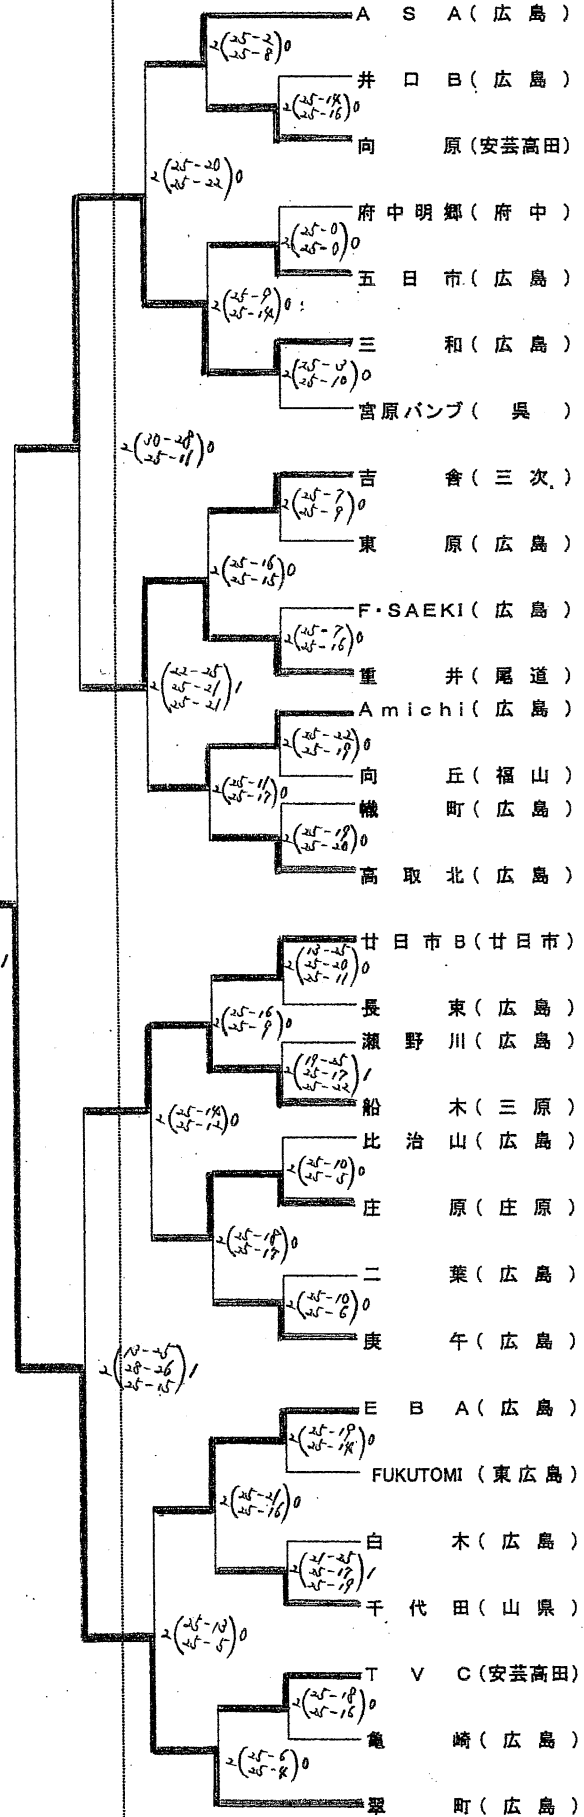 A S A (広 島)
2(25-2 25-8)0
井 口 B (広 島)
2(25-14 25-16)0
向 原 (安芸高田)
2(25-20 25-22)0
府中明郷 (府 中)
2(25-0 25-0)0
五 日 市 (広 島)
2(25-9 25-14)0
三 和 (広 島)
25-10)0
宮原バンブ (呉)
2(30-28 25-11)0
吉 舎 (三 次)
2(25-7 25-9)0
東 原 (広 島)
2(25-16 25-15)0
F・SAEKI (広 島)
2(25-7 25-16)0
重 井 (尾 道)
2(22-25 25-21 25-21)1
Amichi (広 島)
2(25-22 25-19)0
向 丘 (福 山)
2(25-11 25-17)0
幟 町 (広 島)
2(25-19 25-20)0
高 取 北 (広 島)
1
廿日市B (廿日市)
2(13-25 25-20 25-11)0
長 束 (広 島)
2(25-16 25-9)0
瀬 野 川 (広 島)
2(19-25 25-17 25-22)1
船 木 (三 原)
2(25-14 25-12)0
比 治 山 (広 島)
2(25-10 25-5)0
庄 原 (庄 原)
2(25-18 25-17)0
二 葉 (広 島)
2(25-10 25-6)0
庚 午 (広 島)
2(13-25 28-26 25-15)1
E B A (広 島)
2(25-19 25-14)0
FUKUTOMI (東広島)
2(25-21 25-16)0
白 木 (広 島)
2(21-25 25-17 25-19)1
千 代 田 (山 県)
2(25-13 25-5)0
T V C (安芸高田)
2(25-18 25-16)0
亀 崎 (広 島)
2(25-6 25-4)0
翠 町 (広 島)